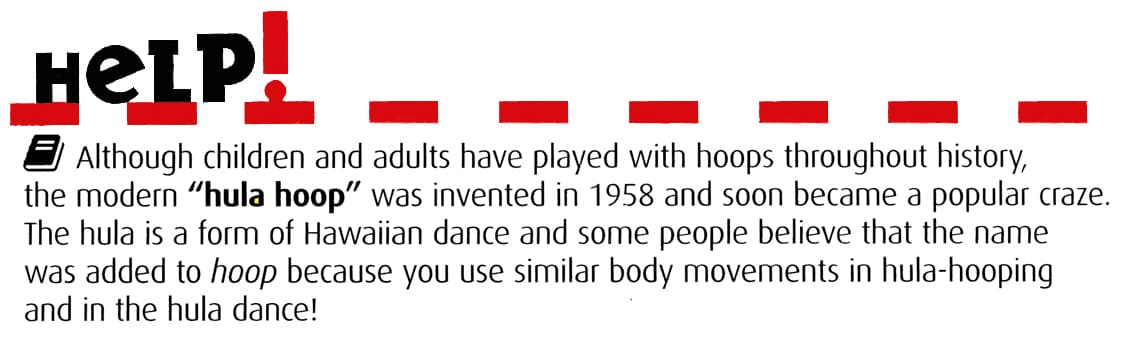 HeLP!
Although children and adults have played with hoops throughout history,
the modern “hula hoop” was invented in 1958 and soon became a popular craze.
The hula is a form of Hawaiian dance and some people believe that the name
was added to hoop because you use similar body movements in hula-hooping
and in the hula dance!